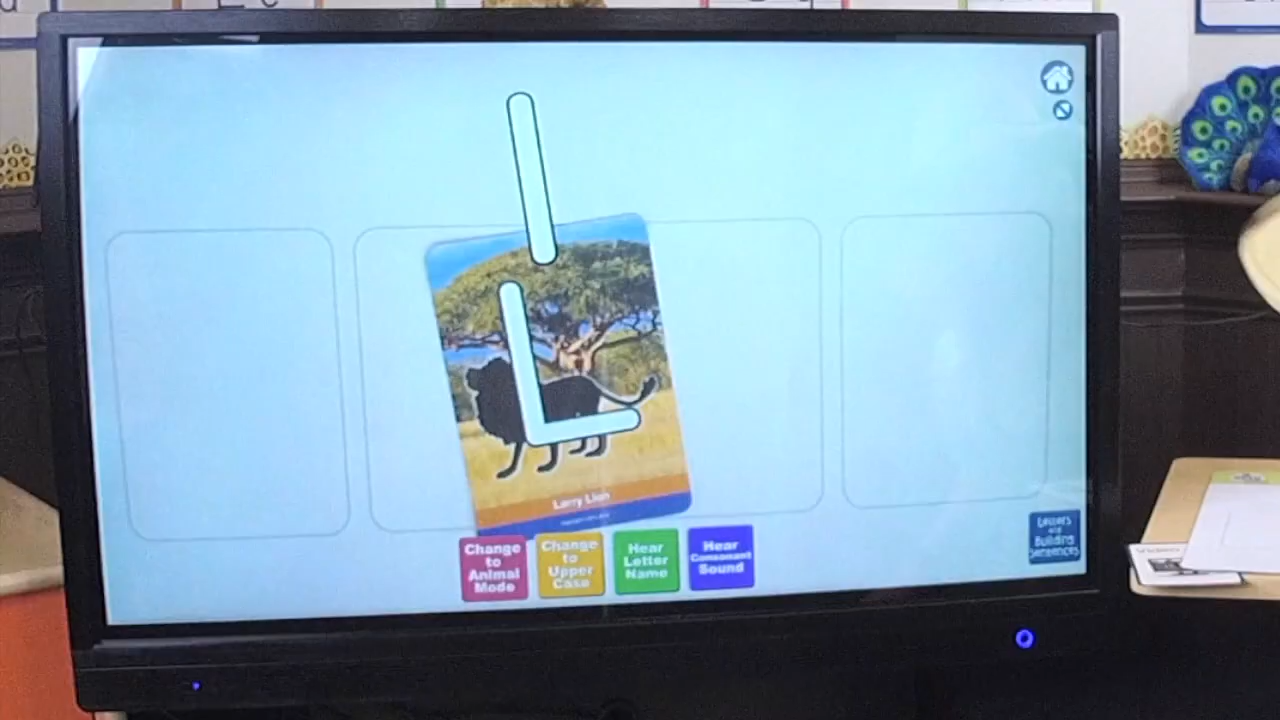 l
L
Larry Lion
Change
to
Animal
Mode
Change
to
Upper
Case
Hear
Letter
Name
Hear
Consonant
Sound
Letters
and
Building
Sentences